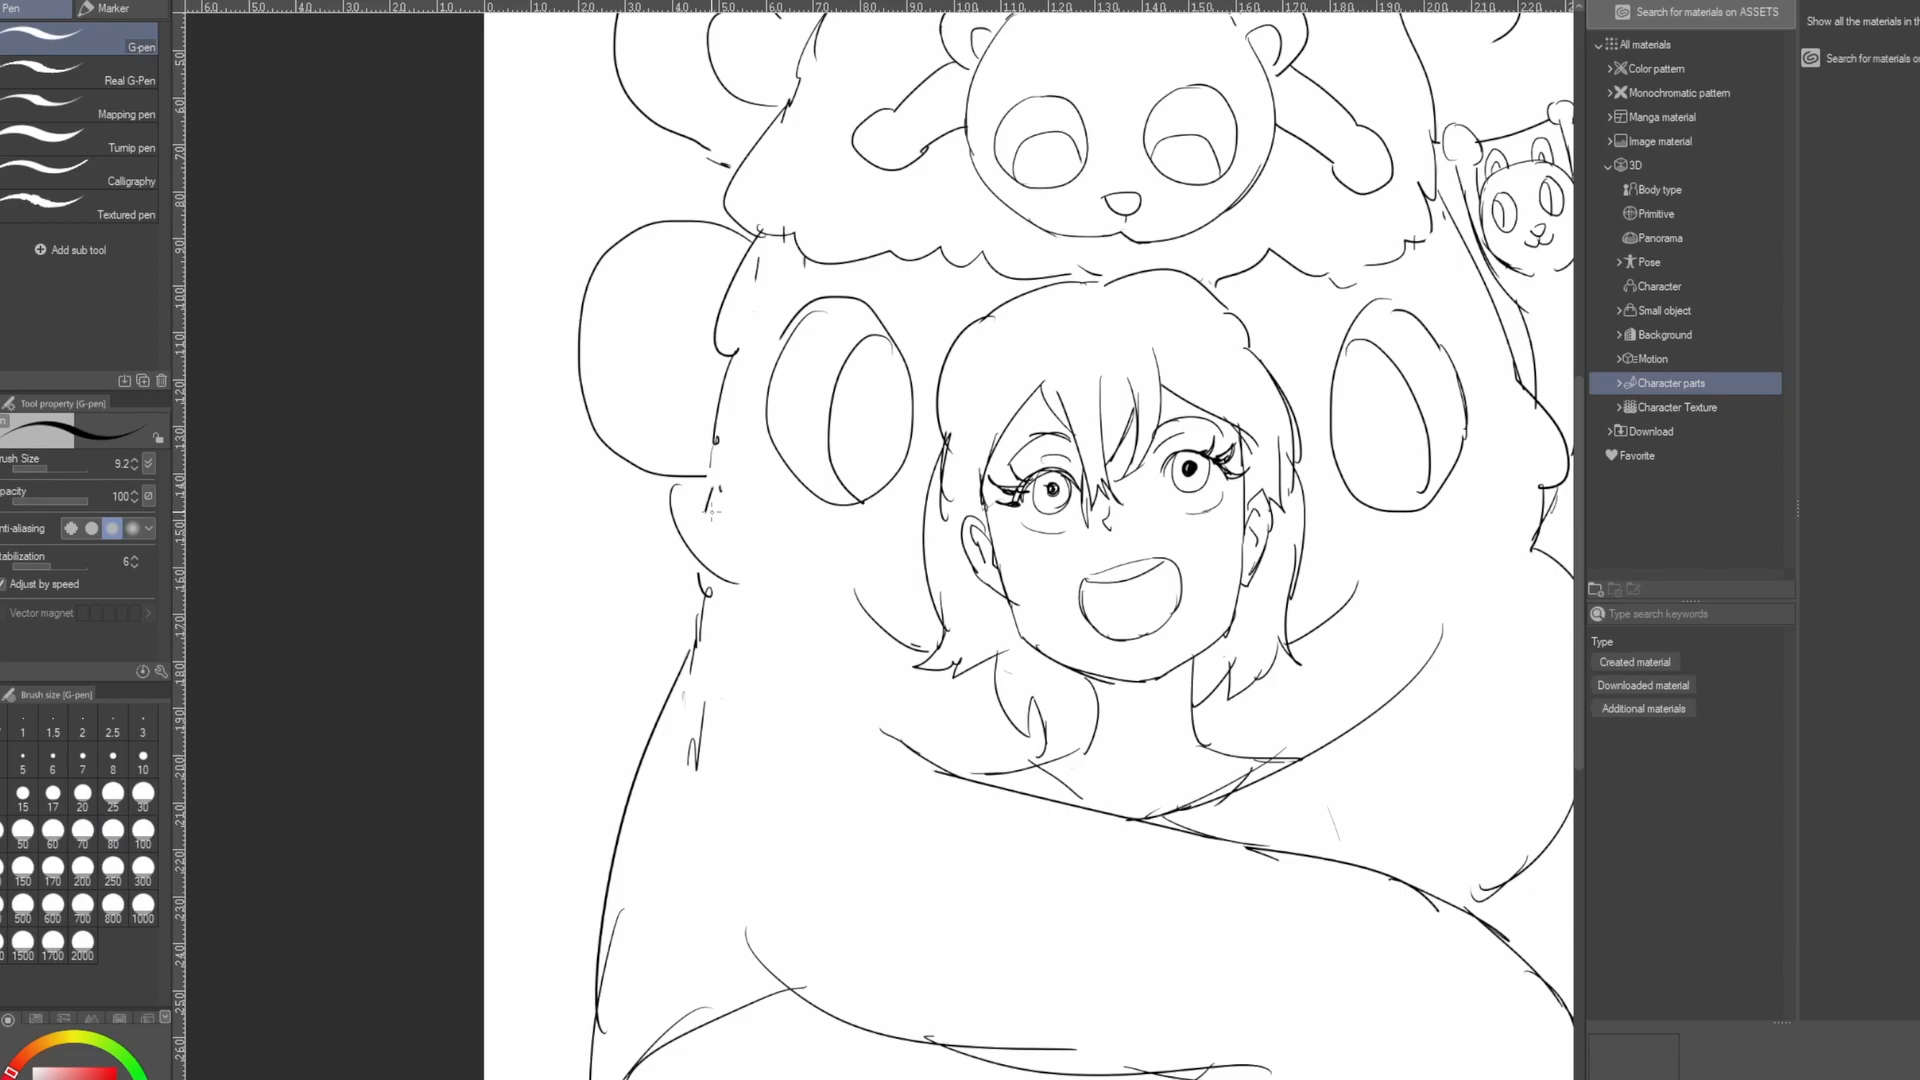 Pen Marker
G-pen
Real G-Pen
Mapping pen
Turnip pen
Calligraphy
Textured pen
Add sub tool
Tool property [G-pen]
rush Size 9.2
pacity 100
nti-aliasing
tabilization 6
Adjust by speed
Vector magnet
Brush size [G-pen]
1 1.5 2 2.5 3
5 6 7 8 10
15 17 20 25 30
50 60 70 80 100
150 170 200 250 300
500 600 700 800 1000
1500 1700 2000
Search for materials on ASSETS
All materials
Color pattern
Monochromatic pattern
Manga material
Image material
3D
Body type
Primitive
Panorama
Pose
Character
Small object
Background
Motion
Character parts
Character Texture
Download
Favorite
Type search keywords
Type
Created material
Downloaded material
Additional materials
Show all the materials in th
Search for materials o